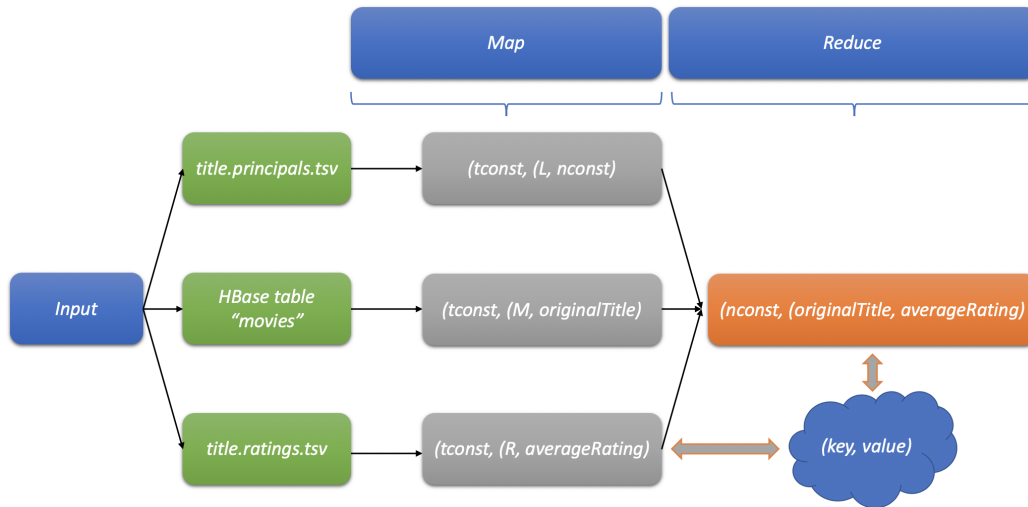 Map
Reduce
title.principals.tsv
(tconst, (L, nconst)
Input
HBase table
“movies”
(tconst, (M, originalTitle)
(nconst, (originalTitle, averageRating)
title.ratings.tsv
(tconst, (R, averageRating)
(key, value)